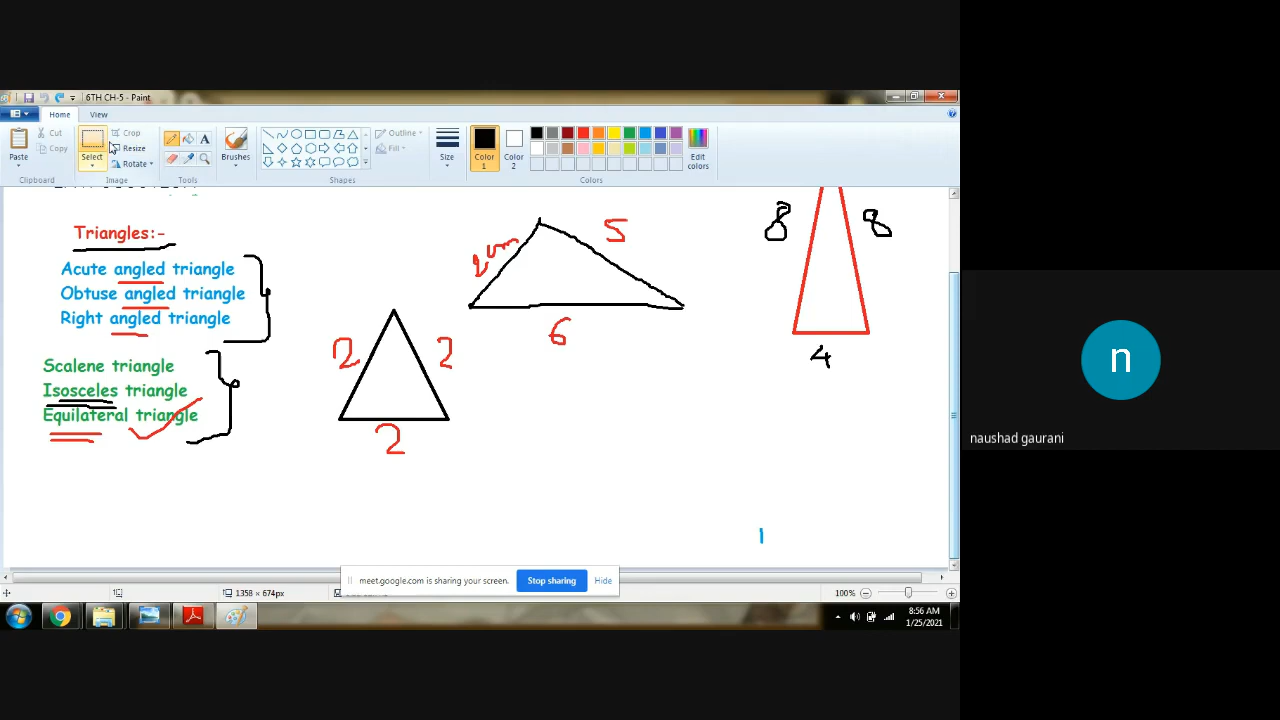 6TH CH-5 - Paint
Home
View
Paste
Cut
Copy
Clipboard
Select
Crop
Resize
Rotate
Image
Tools
Brushes
Outline
Fill
Shapes
Size
Color 1
Color 2
Edit colors
Colors
Triangles:-
Acute angled triangle
Obtuse angled triangle
Right angled triangle
Scalene triangle
Isosceles triangle
Equilateral triangle
2
2
2
5
6
8
8
4
meet.google.com is sharing your screen.
Stop sharing
Hide
1358 × 674px
100%
8:56 AM
1/25/2021
n
naushad gaurani